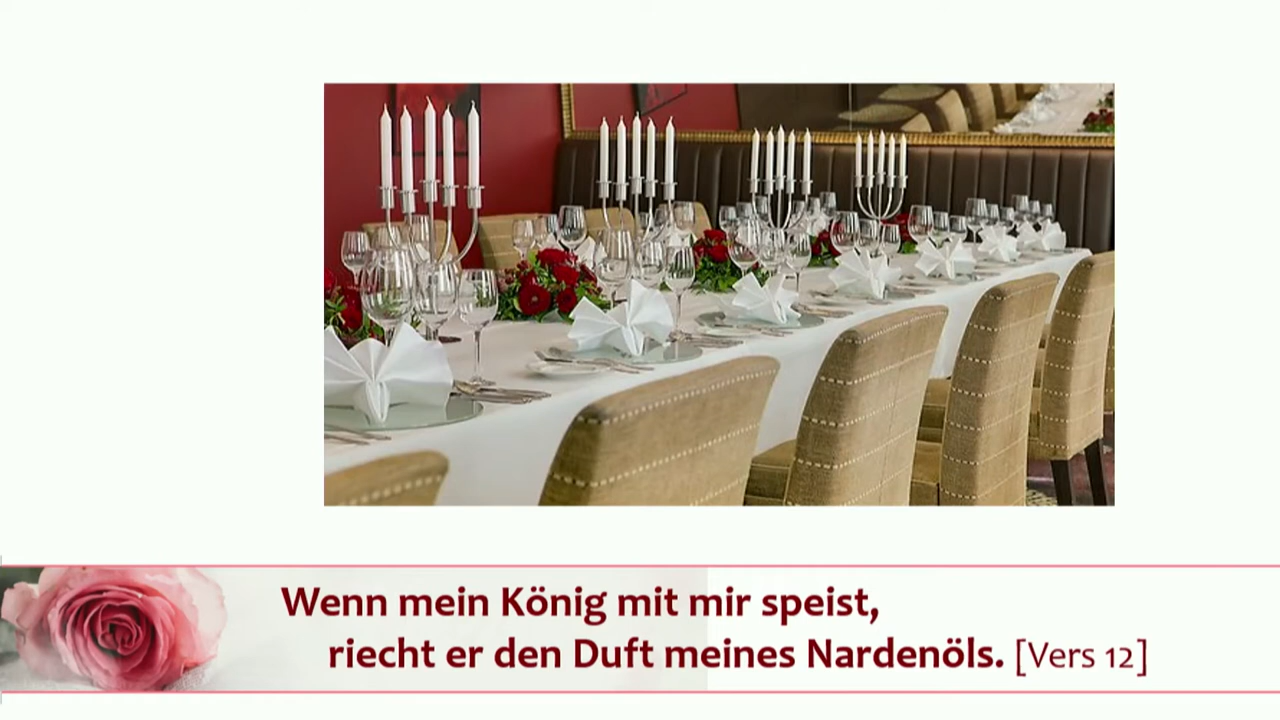 Wenn mein König mit mir speist,
riecht er den Duft meines Nardenöls. [Vers 12]